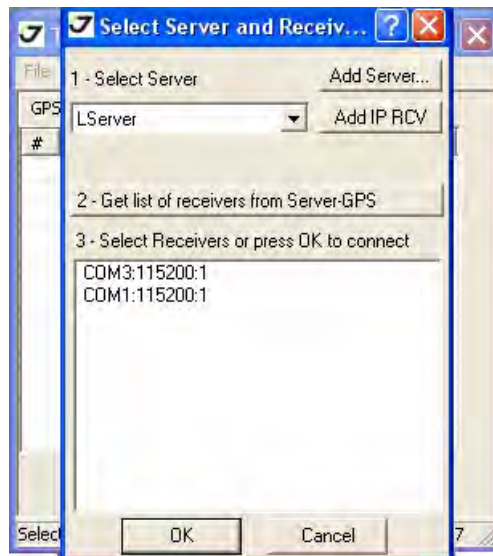 Select Server and Receiv...
File
1 - Select Server
Add Server...
GPS
LServer
Add IP RCV
#
2 - Get list of receivers from Server-GPS
3 - Select Receivers or press OK to connect
COM3:115200:1
COM1:115200:1
Selec
OK
Cancel
7